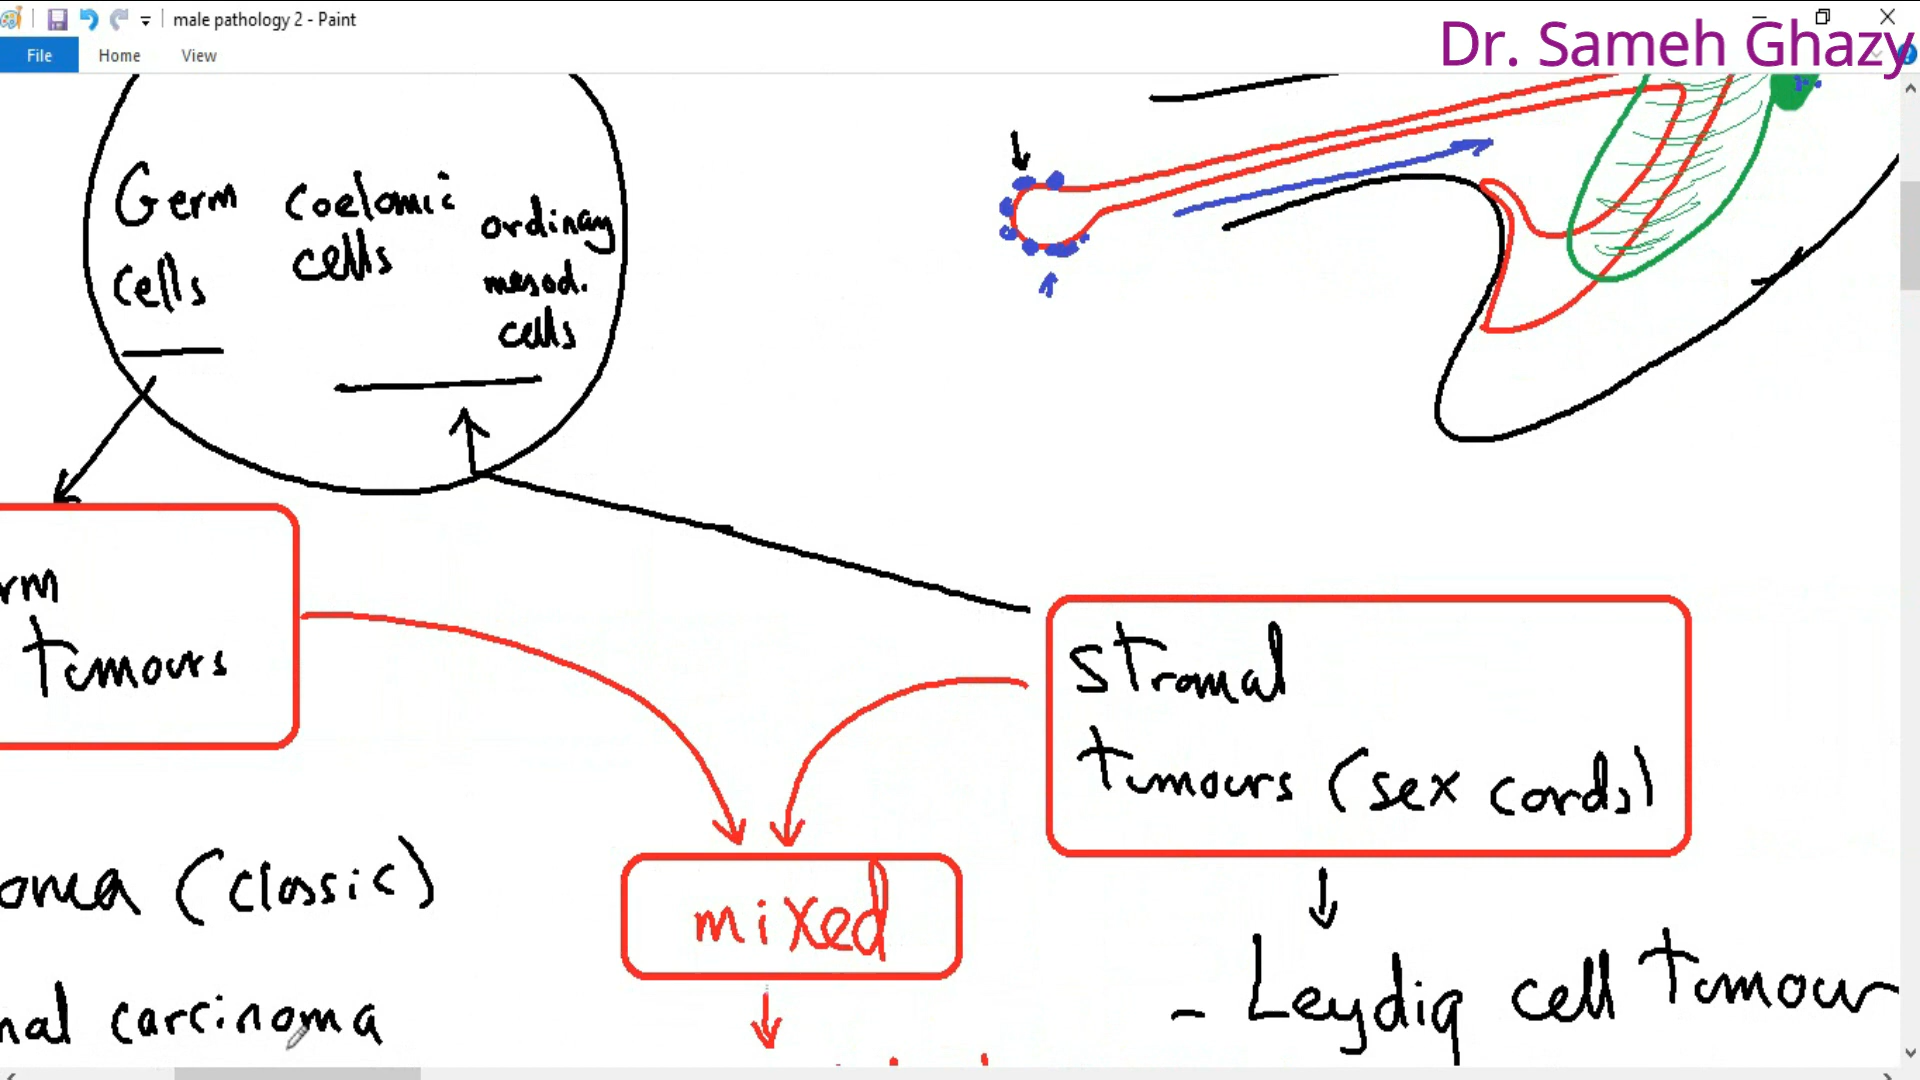 male pathology 2 - Paint
Dr. Sameh Ghazy
File Home View
Germ
cells
coelomic
cells
ordinary
mesod.
cells
rm
tumours
stromal
tumours (sex cords)
oma (classic)
mixed
nal carcinoma
- Leydig cell tumour